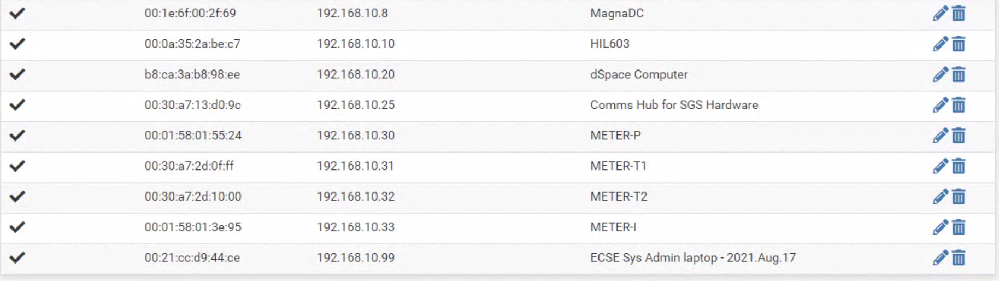 00:1e:6f:00:2f:69 192.168.10.8 MagnaDC
00:0a:35:2a:be:c7 192.168.10.10 HIL603
b8:ca:3a:b8:98:ee 192.168.10.20 dSpace Computer
00:30:a7:13:d0:9c 192.168.10.25 Comms Hub for SGS Hardware
00:01:58:01:55:24 192.168.10.30 METER-P
00:30:a7:2d:0f:ff 192.168.10.31 METER-T1
00:30:a7:2d:10:00 192.168.10.32 METER-T2
00:01:58:01:3e:95 192.168.10.33 METER-I
00:21:cc:d9:44:ce 192.168.10.99 ECSE Sys Admin laptop - 2021.Aug.17